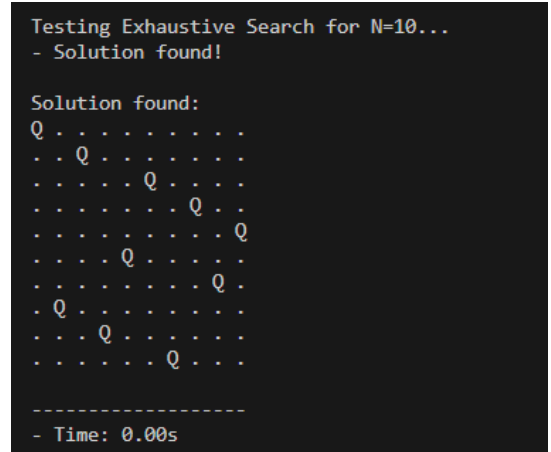 Testing Exhaustive Search for N=10...
- Solution found!
Solution found:
Q . . . . . . . . .
. . Q . . . . . . .
. . . . . Q . . . .
. . . . . . . Q . .
. . . . . . . . . Q
. . . . Q . . . . .
. . . . . . . . Q .
. Q . . . . . . . .
. . . Q . . . . . .
. . . . . . Q . . .
-------------------
- Time: 0.00s